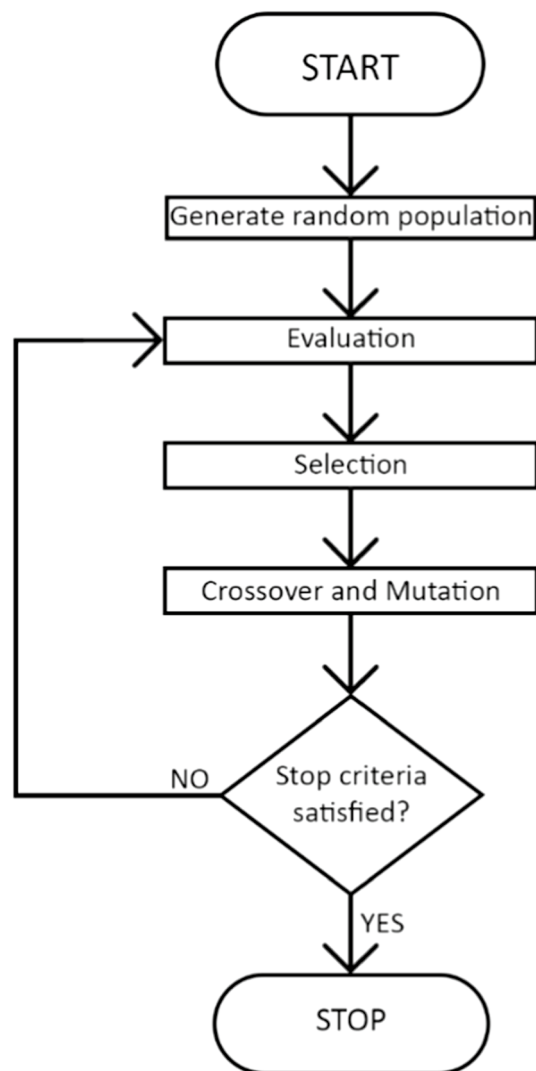 START
Generate random population
Evaluation
Selection
Crossover and Mutation
NO
Stop criteria
satisfied?
YES
STOP